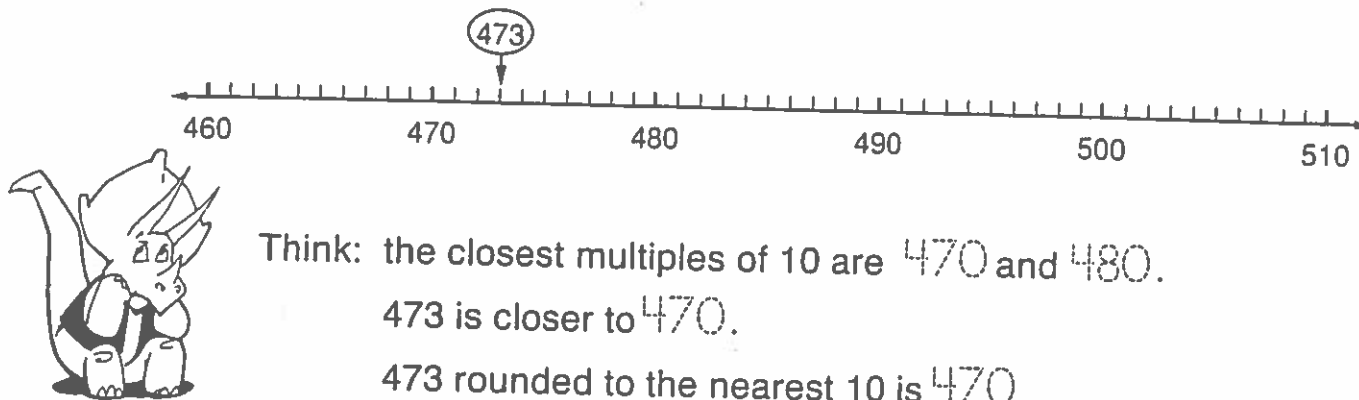 473
460 470 480 490 500 510
Think: the closest multiples of 10 are 470 and 480.
473 is closer to 470.
473 rounded to the nearest 10 is 470